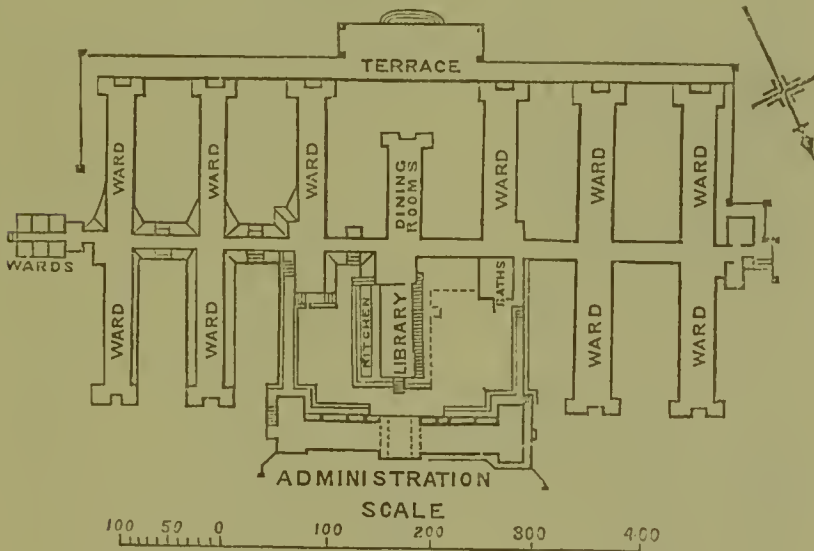 TERRACE
WARD
WARD
WARD
DINING
ROOMS
WARD
WARD
WARD
WARDS
WARD
WARD
KITCHEN
LIBRARY
BATHS
WARD
WARD
ADMINISTRATION
SCALE
100 50 0 100 200 300 400